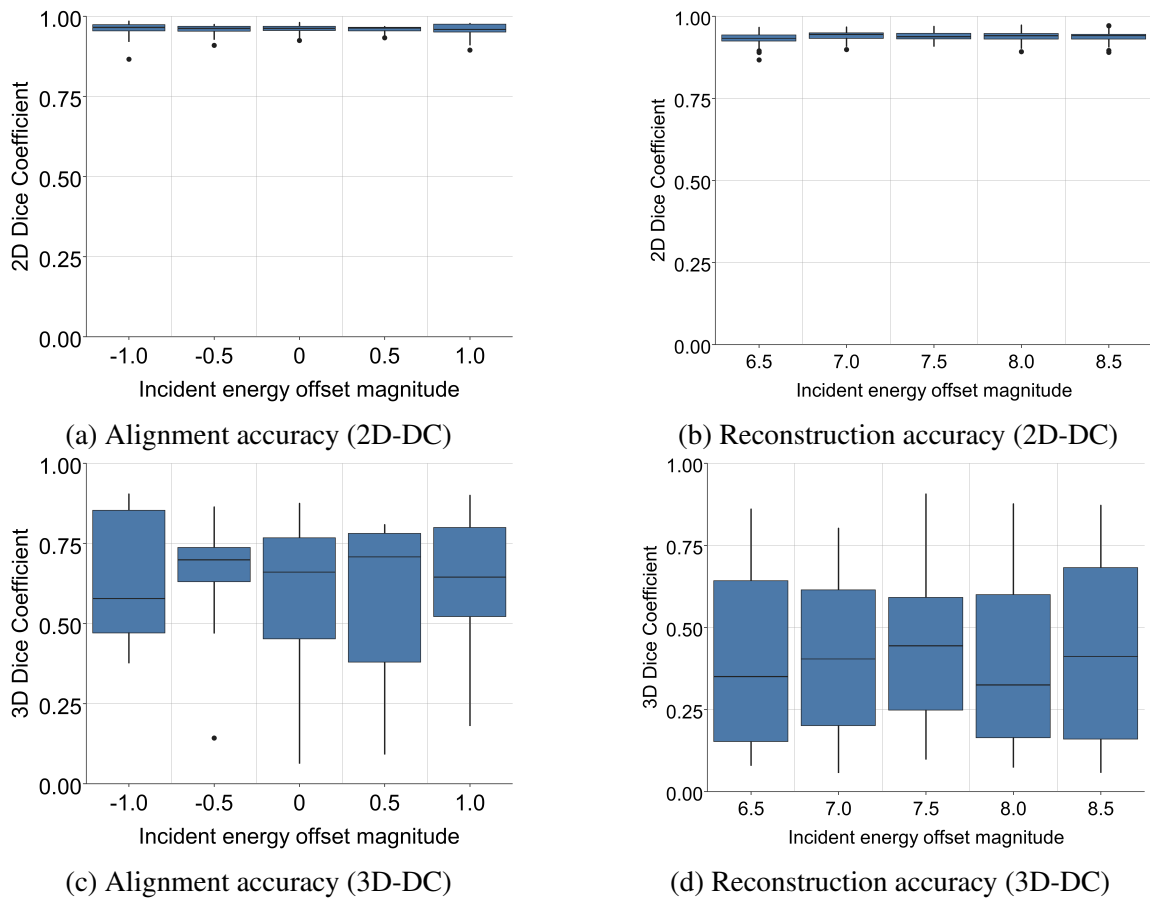 1.00
0.75
0.50
0.25
0.00
2D Dice Coefficient
-1.0 -0.5 0 0.5 1.0
Incident energy offset magnitude
(a) Alignment accuracy (2D-DC)
1.00
0.75
0.50
0.25
0.00
2D Dice Coefficient
6.5 7.0 7.5 8.0 8.5
Incident energy offset magnitude
(b) Reconstruction accuracy (2D-DC)
1.00
0.75
0.50
0.25
0.00
3D Dice Coefficient
-1.0 -0.5 0 0.5 1.0
Incident energy offset magnitude
(c) Alignment accuracy (3D-DC)
1.00
0.75
0.50
0.25
0.00
3D Dice Coefficient
6.5 7.0 7.5 8.0 8.5
Incident energy offset magnitude
(d) Reconstruction accuracy (3D-DC)